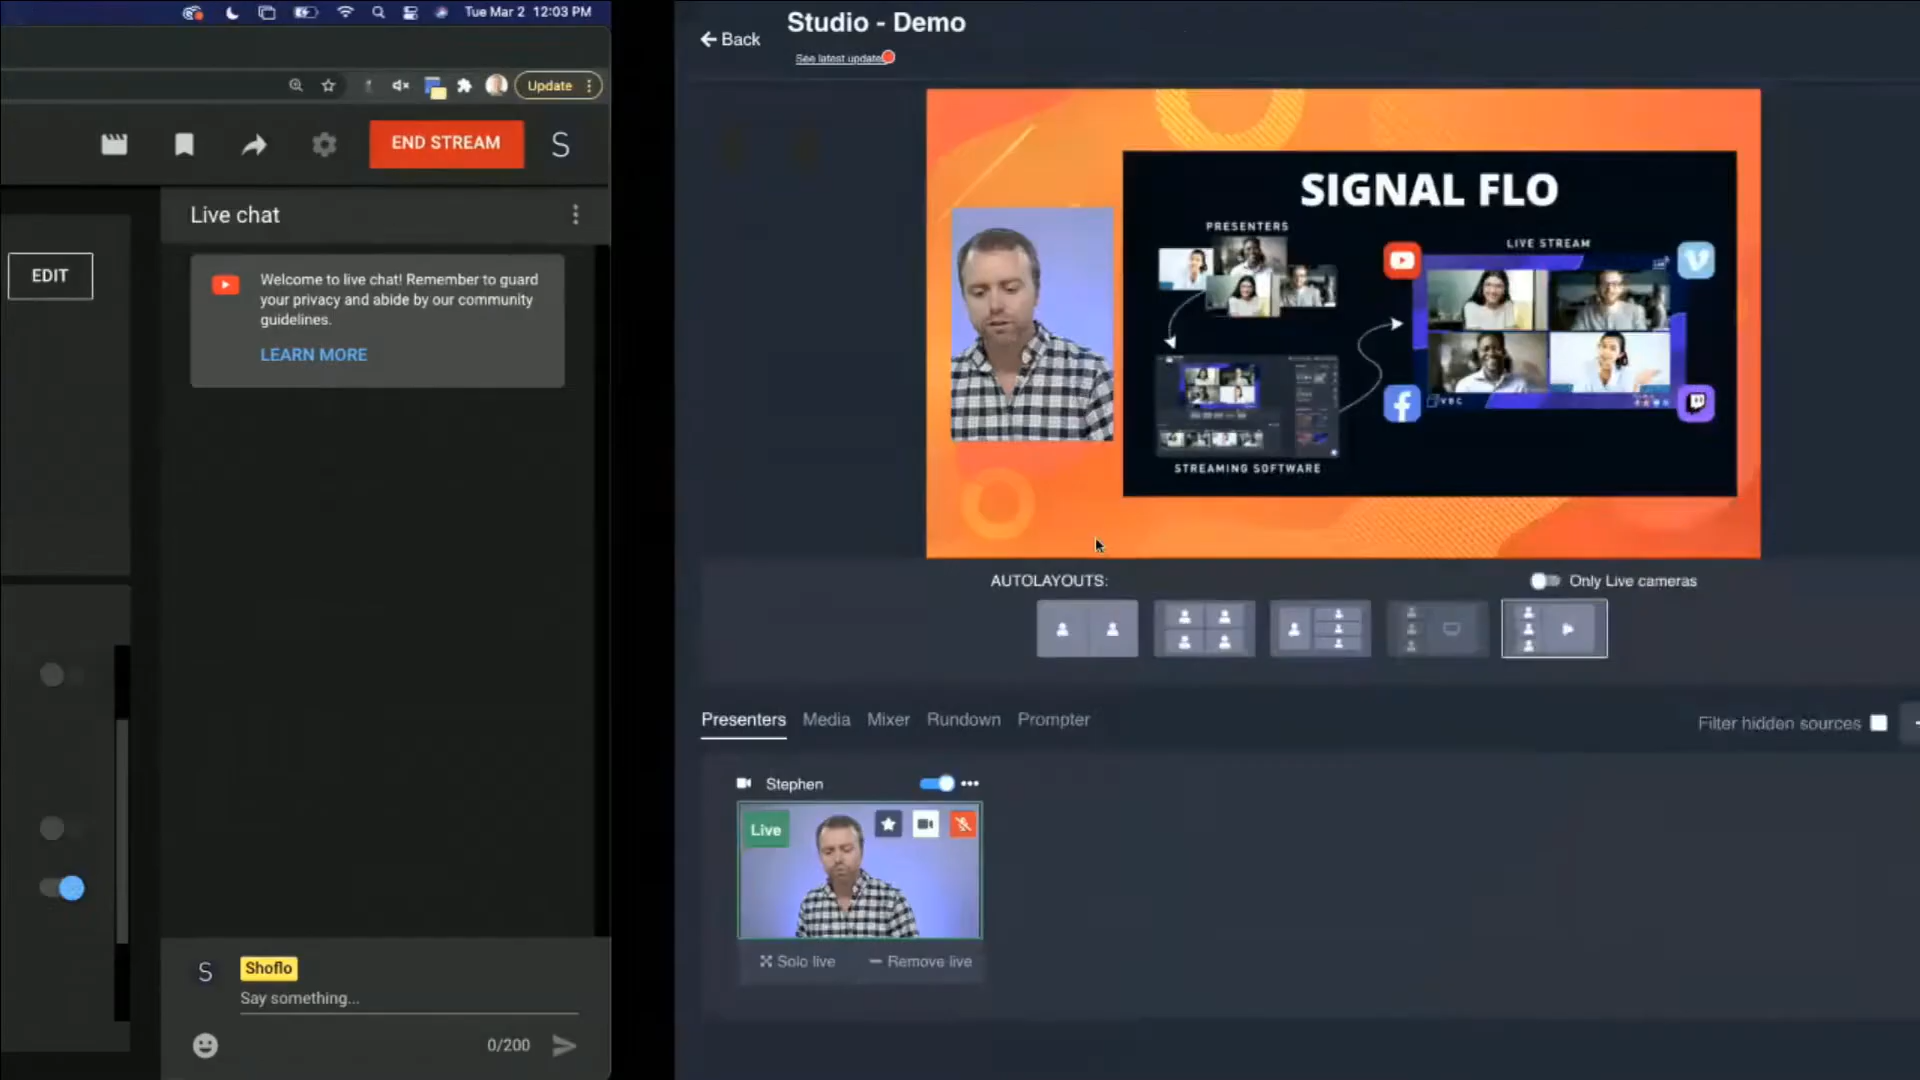 Tue Mar 2 12:03 PM
Update
END STREAM
S
Live chat
EDIT
Welcome to live chat! Remember to guard
your privacy and abide by our community
guidelines.
LEARN MORE
S
Shoflo
Say something...
0/200
Back
Studio - Demo
See latest updates
SIGNAL FLO
PRESENTERS
LIVE STREAM
VBC
STREAMING SOFTWARE
AUTOLAYOUTS:
Only Live cameras
Presenters
Media
Mixer
Rundown
Prompter
Filter hidden sources
Stephen
Live
Solo live
Remove live